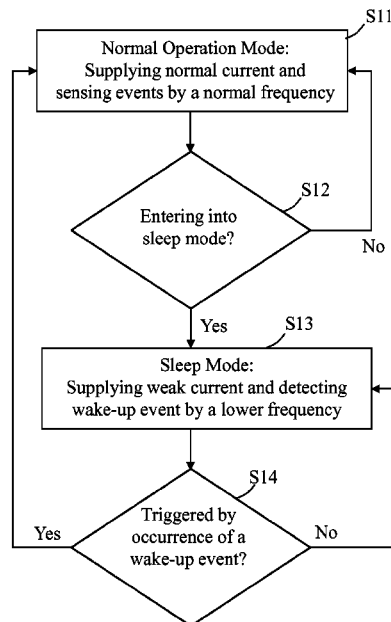 S11
Normal Operation Mode:
Supplying normal current and
sensing events by a normal frequency
S12
Entering into
sleep mode?
No
Yes
S13
Sleep Mode:
Supplying weak current and detecting
wake-up event by a lower frequency
S14
Triggered by
occurrence of a
wake-up event?
Yes
No